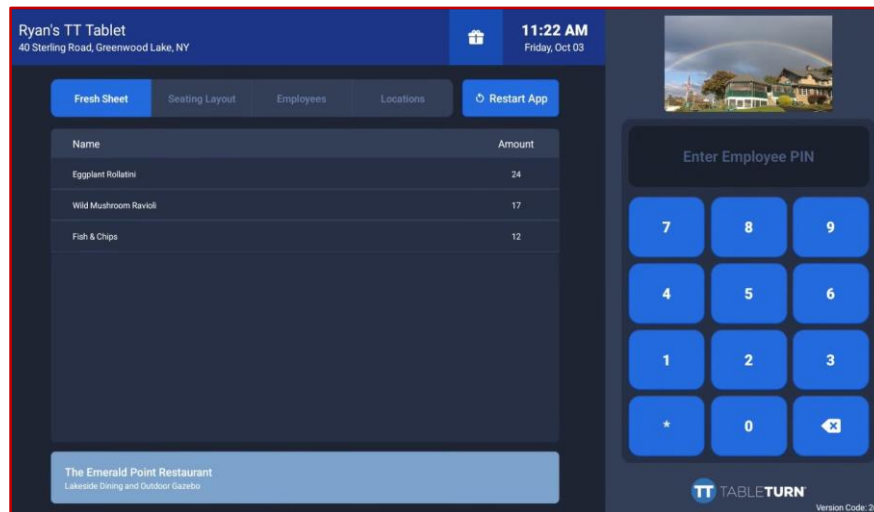 Ryan's TT Tablet
40 Sterling Road, Greenwood Lake, NY
11:22 AM
Friday, Oct 03
Fresh Sheet
Seating Layout
Employees
Locations
Restart App
Name Amount
Eggplant Rollatini 24
Wild Mushroom Ravioli 17
Fish & Chips 12
The Emerald Point Restaurant
Lakeside Dining and Outdoor Gazebo
Enter Employee PIN
7 8 9
4 5 6
1 2 3
* 0
TT TABLETURN
Version Code: